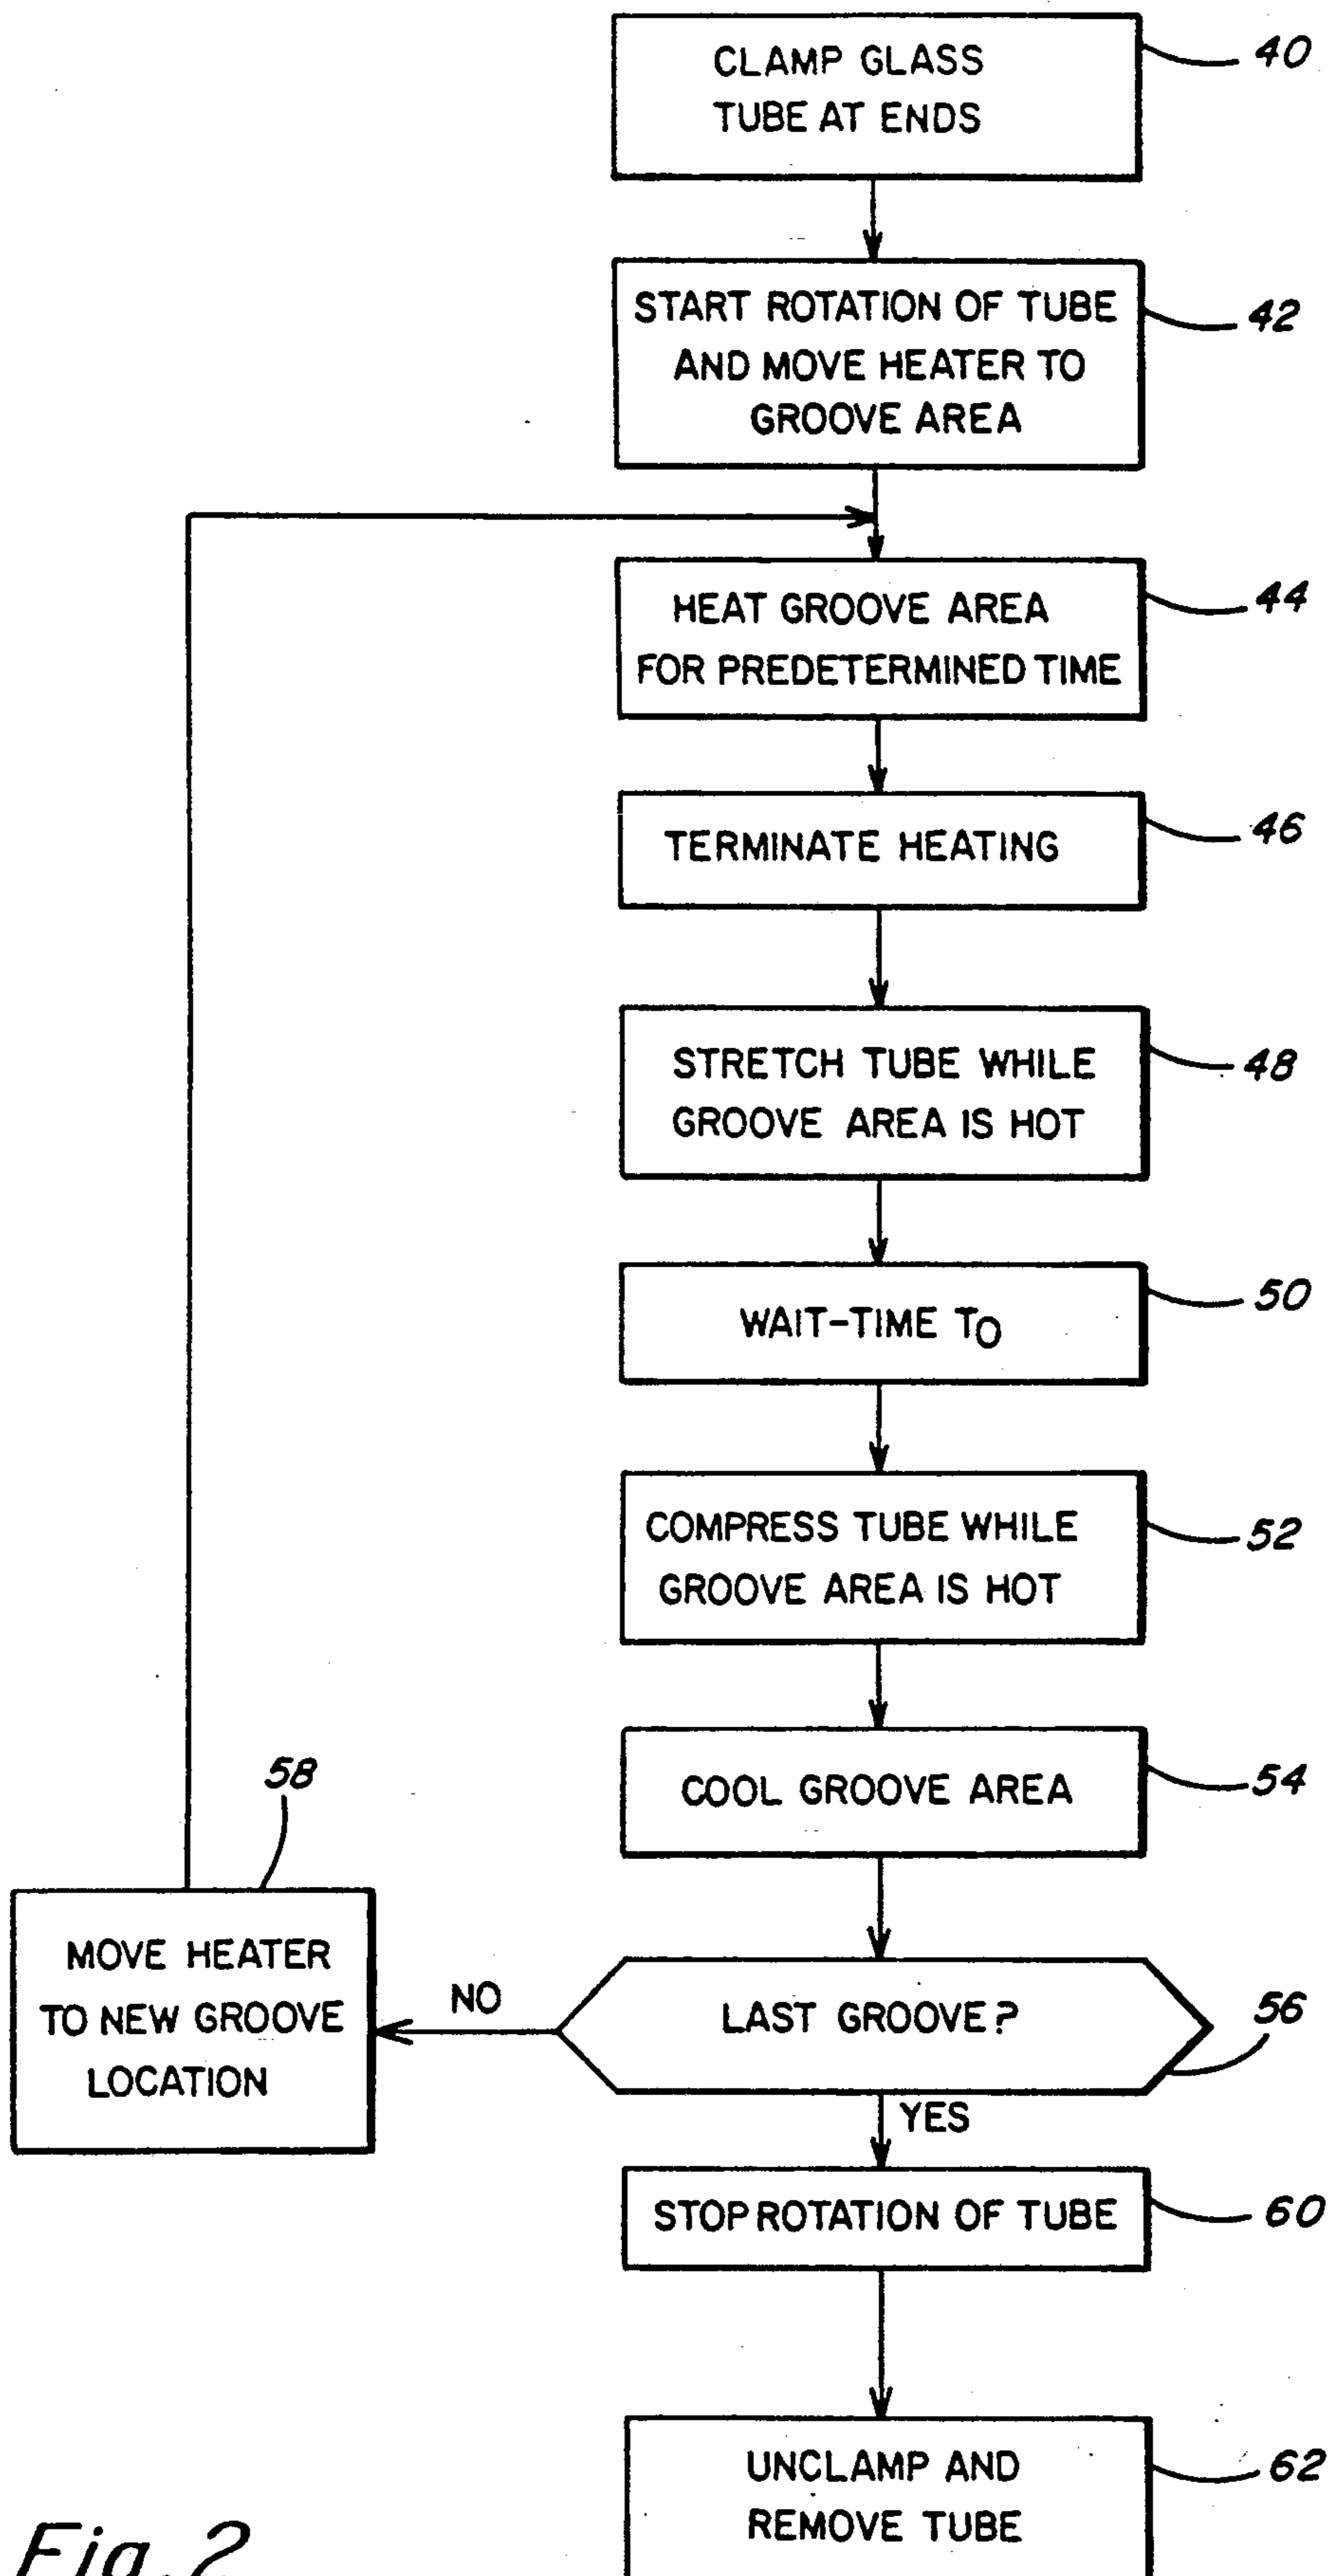 CLAMP GLASS
TUBE AT ENDS
40
START ROTATION OF TUBE
AND MOVE HEATER TO
GROOVE AREA
42
HEAT GROOVE AREA
FOR PREDETERMINED TIME
44
TERMINATE HEATING
46
STRETCH TUBE WHILE
GROOVE AREA IS HOT
48
WAIT-TIME TO
50
COMPRESS TUBE WHILE
GROOVE AREA IS HOT
52
COOL GROOVE AREA
54
58
MOVE HEATER
TO NEW GROOVE
LOCATION
NO
LAST GROOVE?
56
YES
STOP ROTATION OF TUBE
60
UNCLAMP AND
REMOVE TUBE
62
Fig. 2